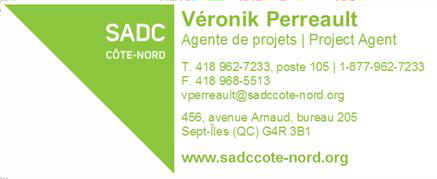 SADC
CÔTE-NORD
Véronik Perreault
Agente de projets | Project Agent
T. 418 962-7233, poste 105 | 1-877-962-7233
F. 418 968-5513
vperreault@sadccote-nord.org
456, avenue Arnaud, bureau 205
Sept-Îles (QC) G4R 3B1
www.sadccote-nord.org